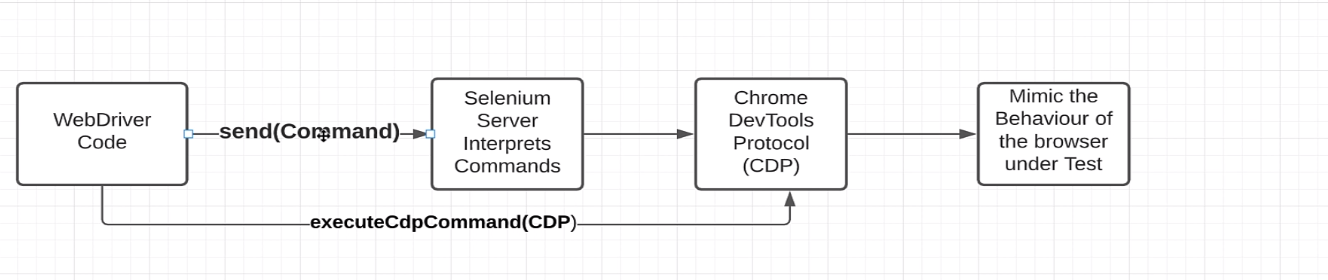 WebDriver
Code
send(Command)
Selenium
Server
Interprets
Commands
Chrome
DevTools
Protocol
(CDP)
Mimic the
Behaviour of
the browser
under Test
executeCdpCommand(CDP)